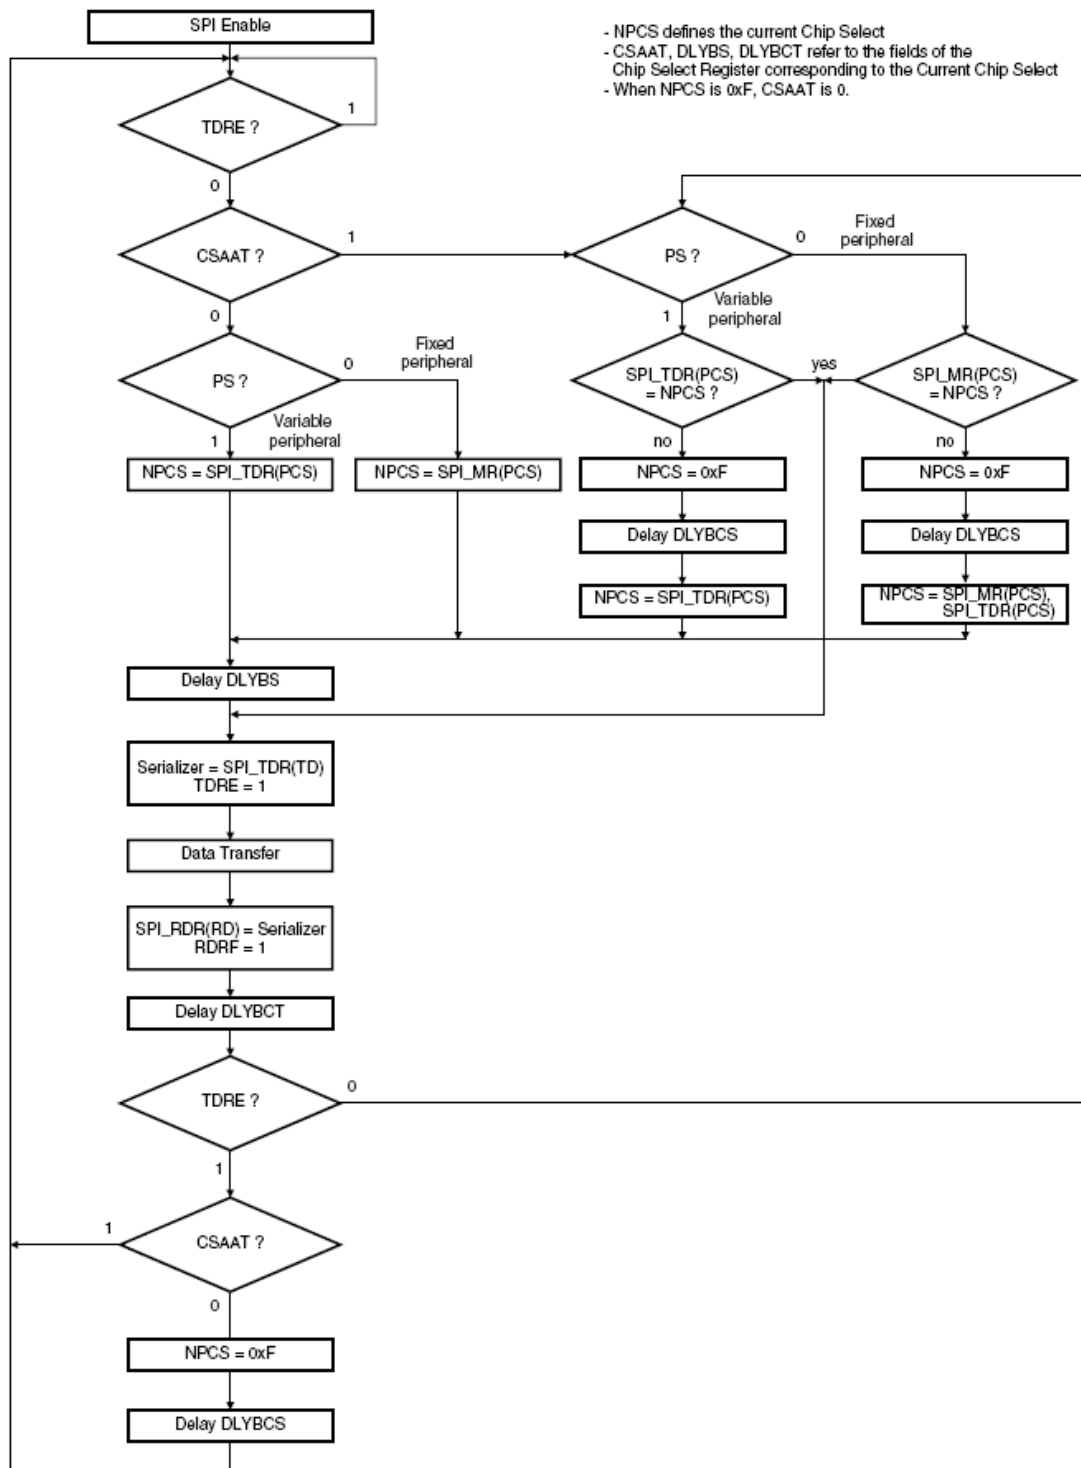 SPI Enable
- NPCS defines the current Chip Select
- CSAAT, DLYBS, DLYBCT refer to the fields of the
Chip Select Register corresponding to the Current Chip Select
- When NPCS is 0xF, CSAAT is 0.
TDRE ?
1
0
CSAAT ?
1
0
PS ?
0
Fixed
peripheral
1
Variable
peripheral
PS ?
0
Fixed
peripheral
1
Variable
peripheral
SPI_TDR(PCS)
= NPCS ?
yes
no
SPI_MR(PCS)
= NPCS ?
no
NPCS = SPI_TDR(PCS)
NPCS = SPI_MR(PCS)
NPCS = 0xF
NPCS = 0xF
Delay DLYBCS
Delay DLYBCS
NPCS = SPI_TDR(PCS)
NPCS = SPI_MR(PCS),
SPI_TDR(PCS)
Delay DLYBS
Serializer = SPI_TDR(TD)
TDRE = 1
Data Transfer
SPI_RDR(RD) = Serializer
RDRF = 1
Delay DLYBCT
TDRE ?
0
1
CSAAT ?
1
0
NPCS = 0xF
Delay DLYBCS